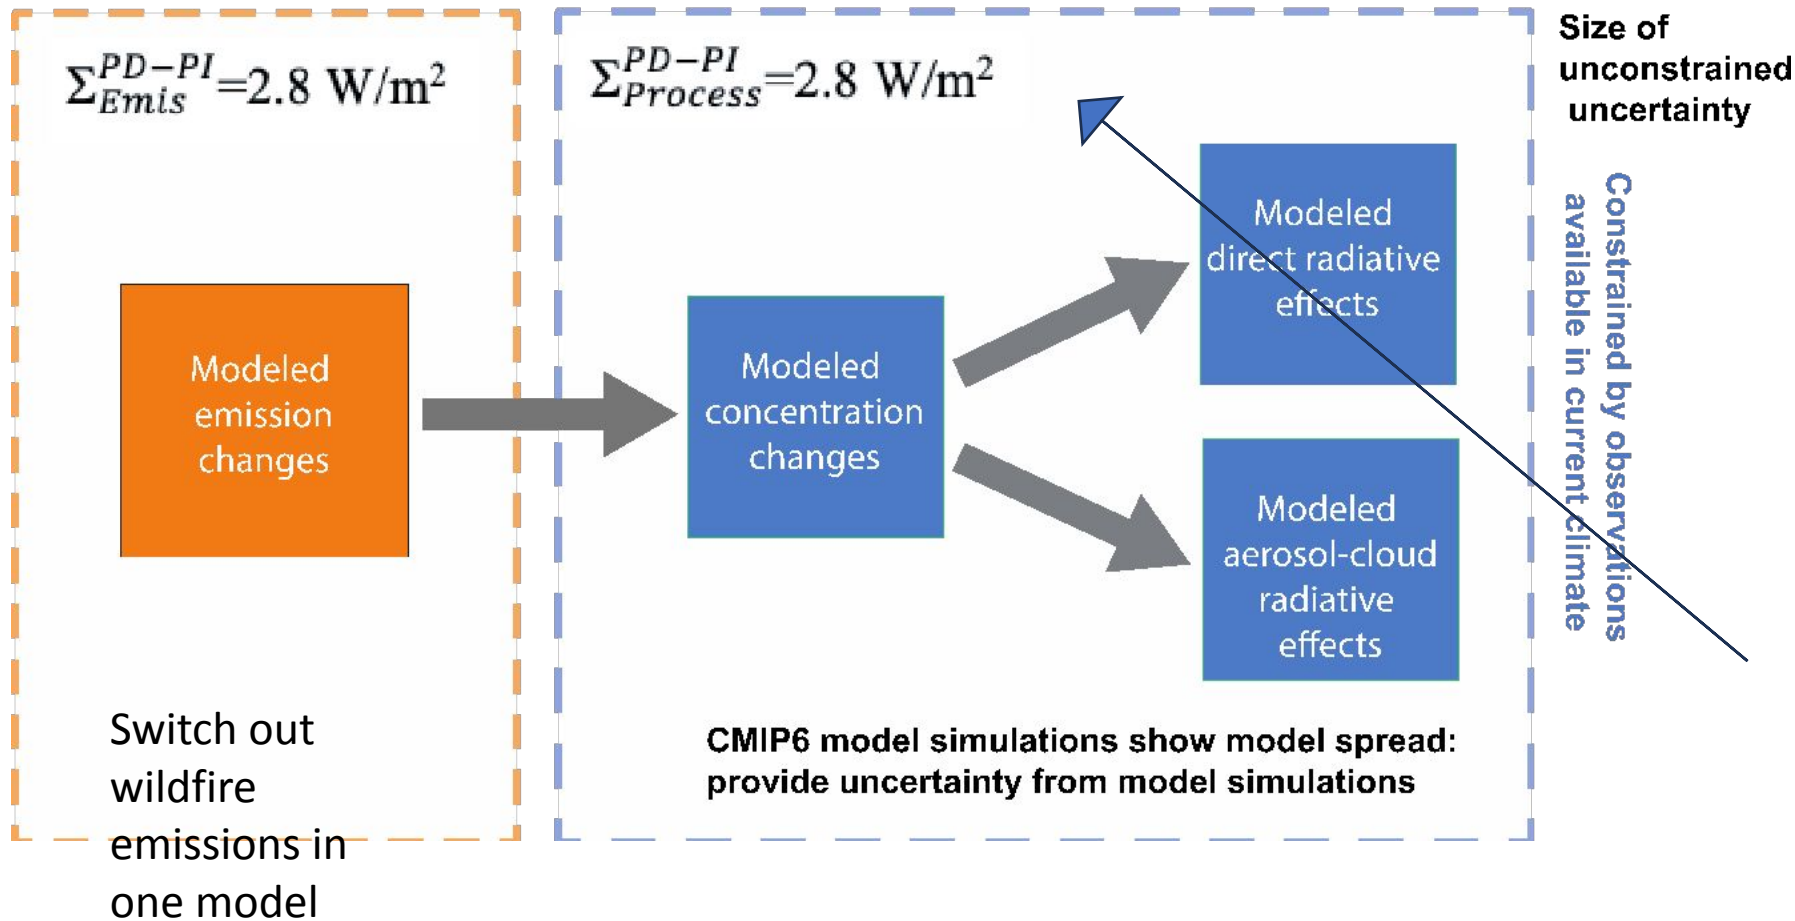 Σ_{Emis}^{PD−PI}=2.8 W/m²
Σ_{Process}^{PD−PI}=2.8 W/m²
Size of
unconstrained
uncertainty
Modeled
emission
changes
Modeled
concentration
changes
Modeled
direct radiative
effects
Modeled
aerosol-cloud
radiative
effects
Constrained by observations
available in current climate
Switch out
wildfire
emissions in
one model
CMIP6 model simulations show model spread:
provide uncertainty from model simulations